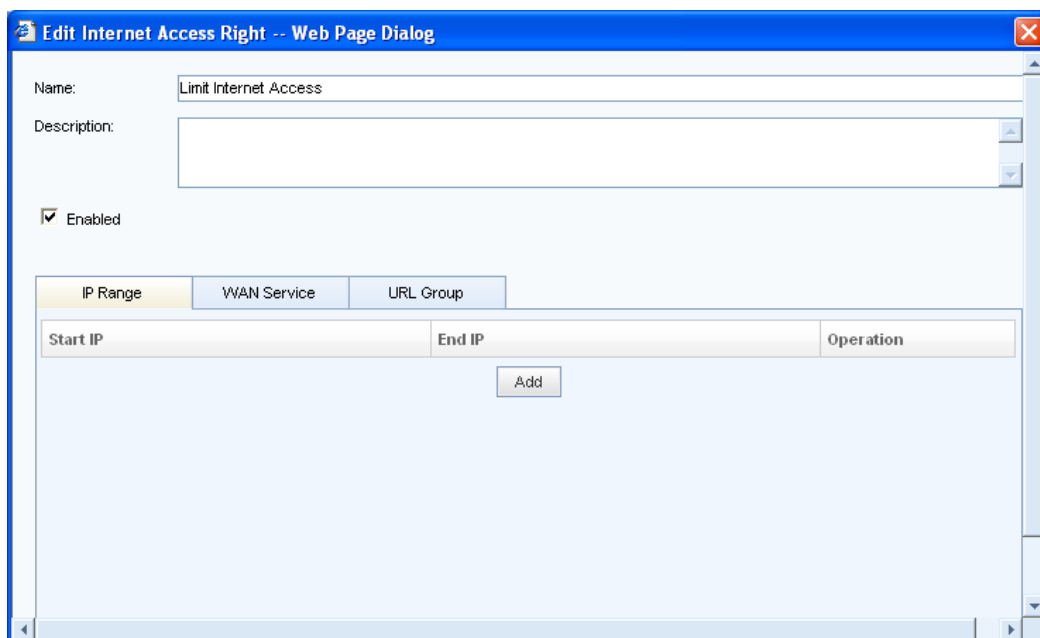 Edit Internet Access Right -- Web Page Dialog
Name: Limit Internet Access
Description:
Enabled
IP Range WAN Service URL Group
Start IP End IP Operation
Add